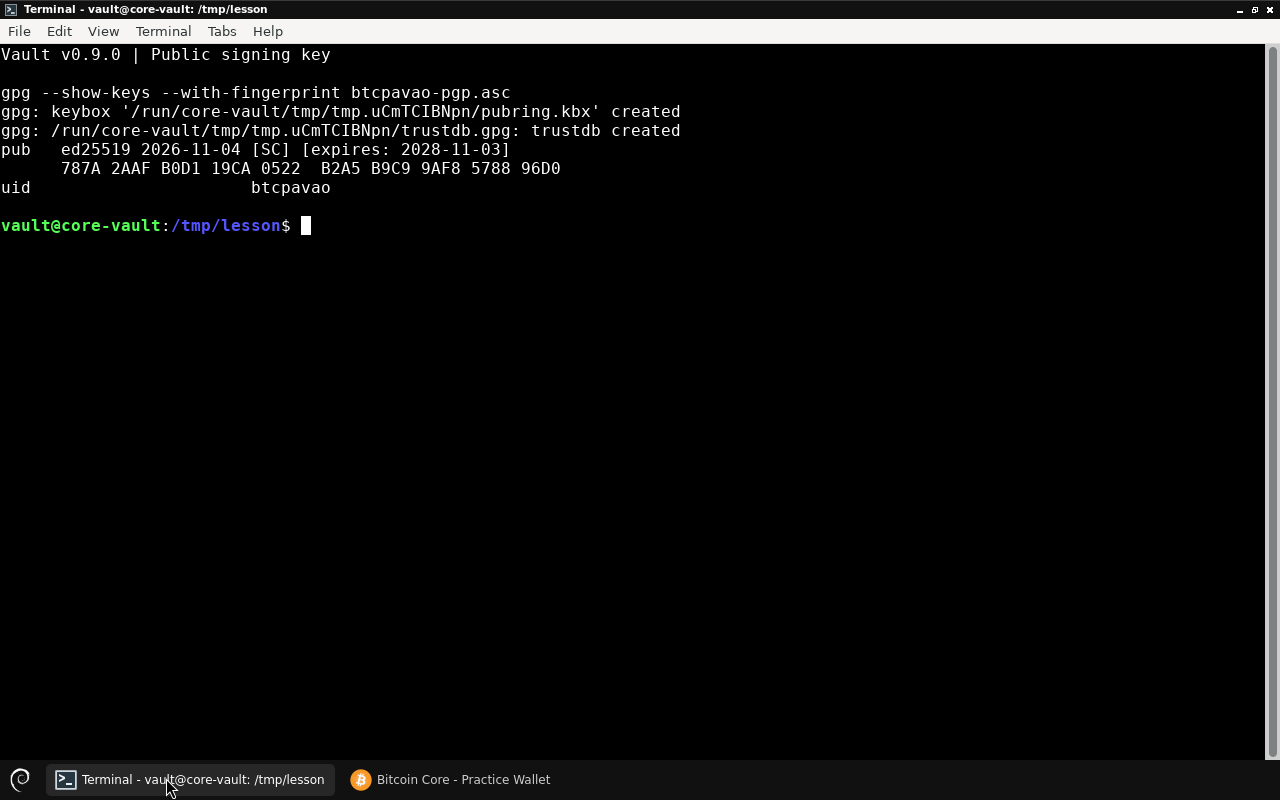 Terminal - vault@core-vault: /tmp/lesson
File Edit View Terminal Tabs Help
Vault v0.9.0 | Public signing key
gpg --show-keys --with-fingerprint btcpavao-pgp.asc
gpg: keybox '/run/core-vault/tmp/tmp.uCmTCIBNpn/pubring.kbx' created
gpg: /run/core-vault/tmp/tmp.uCmTCIBNpn/trustdb.gpg: trustdb created
pub   ed25519 2026-11-04 [SC] [expires: 2028-11-03]
      787A 2AAF B0D1 19CA 0522  B2A5 B9C9 9AF8 5788 96D0
uid                      btcpavao
vault@core-vault:/tmp/lesson$
Terminal - vault@core-vault: /tmp/lesson
Bitcoin Core - Practice Wallet